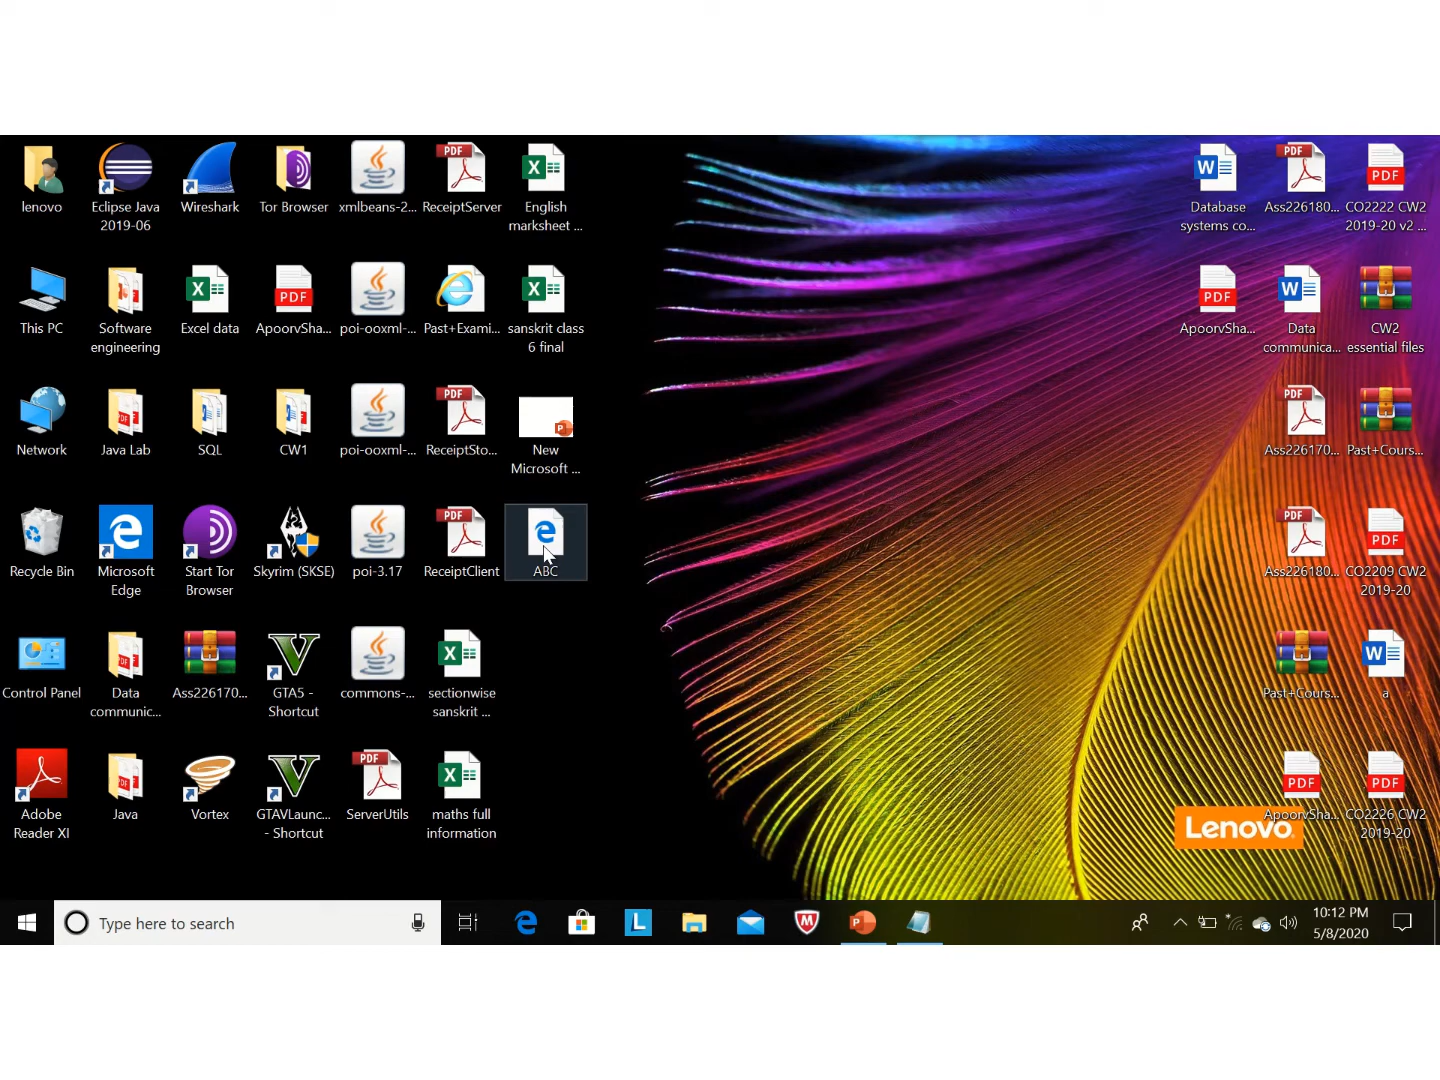 lenovo
Eclipse Java
2019-06
Wireshark
Tor Browser
xmlbeans-2...
ReceiptServer
English
marksheet ...
Database
systems co...
Ass226180...
CO2222 CW2
2019-20 v2 ...
This PC
Software
engineering
Excel data
ApoorvSha...
poi-ooxml-...
Past+Exami...
sanskrit class
6 final
ApoorvSha...
Data
communica...
CW2
essential files
Network
Java Lab
SQL
CW1
poi-ooxml-...
ReceiptSto...
New
Microsoft ...
Ass226170...
Past+Cours...
Recycle Bin
Microsoft
Edge
Start Tor
Browser
Skyrim (SKSE)
poi-3.17
ReceiptClient
ABC
Ass226180...
CO2209 CW2
2019-20
Control Panel
Data
communic...
Ass226170...
GTA5 -
Shortcut
commons-...
sectionwise
sanskrit ...
Past+Cours...
a
Adobe
Reader XI
Java
Vortex
GTAVLaunc...
- Shortcut
ServerUtils
maths full
information
ApoorvSha...
CO2226 CW2
2019-20
Lenovo
Type here to search
10:12 PM
5/8/2020